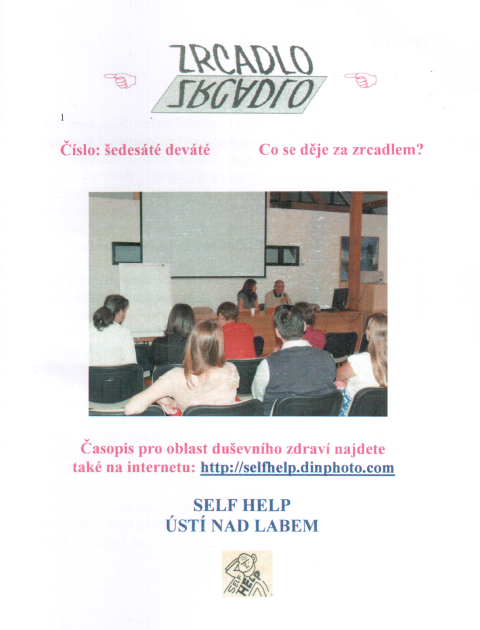 ZRCADLO
ZRCADLO
1
Číslo: šedesáté deváté Co se děje za zrcadlem?
Časopis pro oblast duševního zdraví najdete
také na internetu: http://selfhelp.dinphoto.com
SELF HELP
ÚSTÍ NAD LABEM
SELF HELP